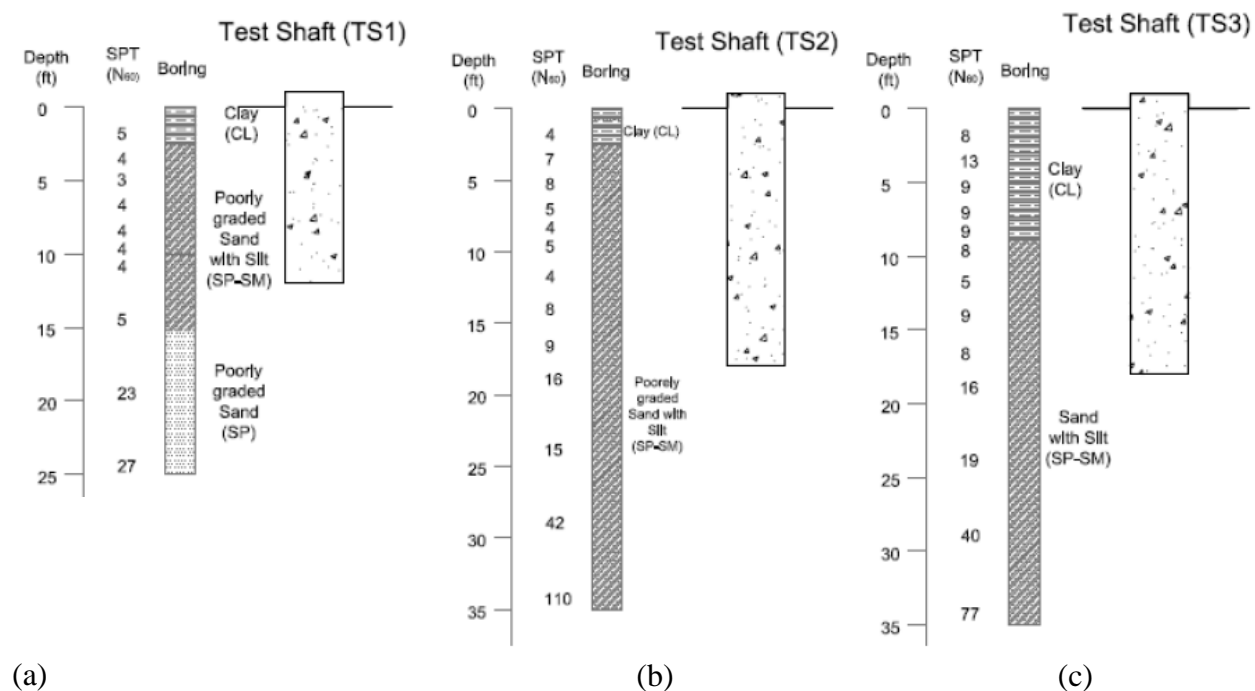 Test Shaft (TS1)
Depth
(ft)
SPT
(N60)
Boring
0
5
10
15
20
25
5
4
3
4
4
4
4
5
23
27
Clay
(CL)
Poorly
graded
Sand
with Silt
(SP-SM)
Poorly
graded
Sand
(SP)
(a)
Test Shaft (TS2)
Depth
(ft)
SPT
(N60)
Boring
0
5
10
15
20
25
30
35
4
7
8
5
4
5
4
8
9
16
15
42
110
Clay (CL)
Poorely
graded
Sand with
Silt
(SP-SM)
(b)
Test Shaft (TS3)
Depth
(ft)
SPT
(N60)
Boring
0
5
10
15
20
25
30
35
8
13
9
9
9
8
5
9
8
16
19
40
77
Clay
(CL)
Sand
with Silt
(SP-SM)
(c)